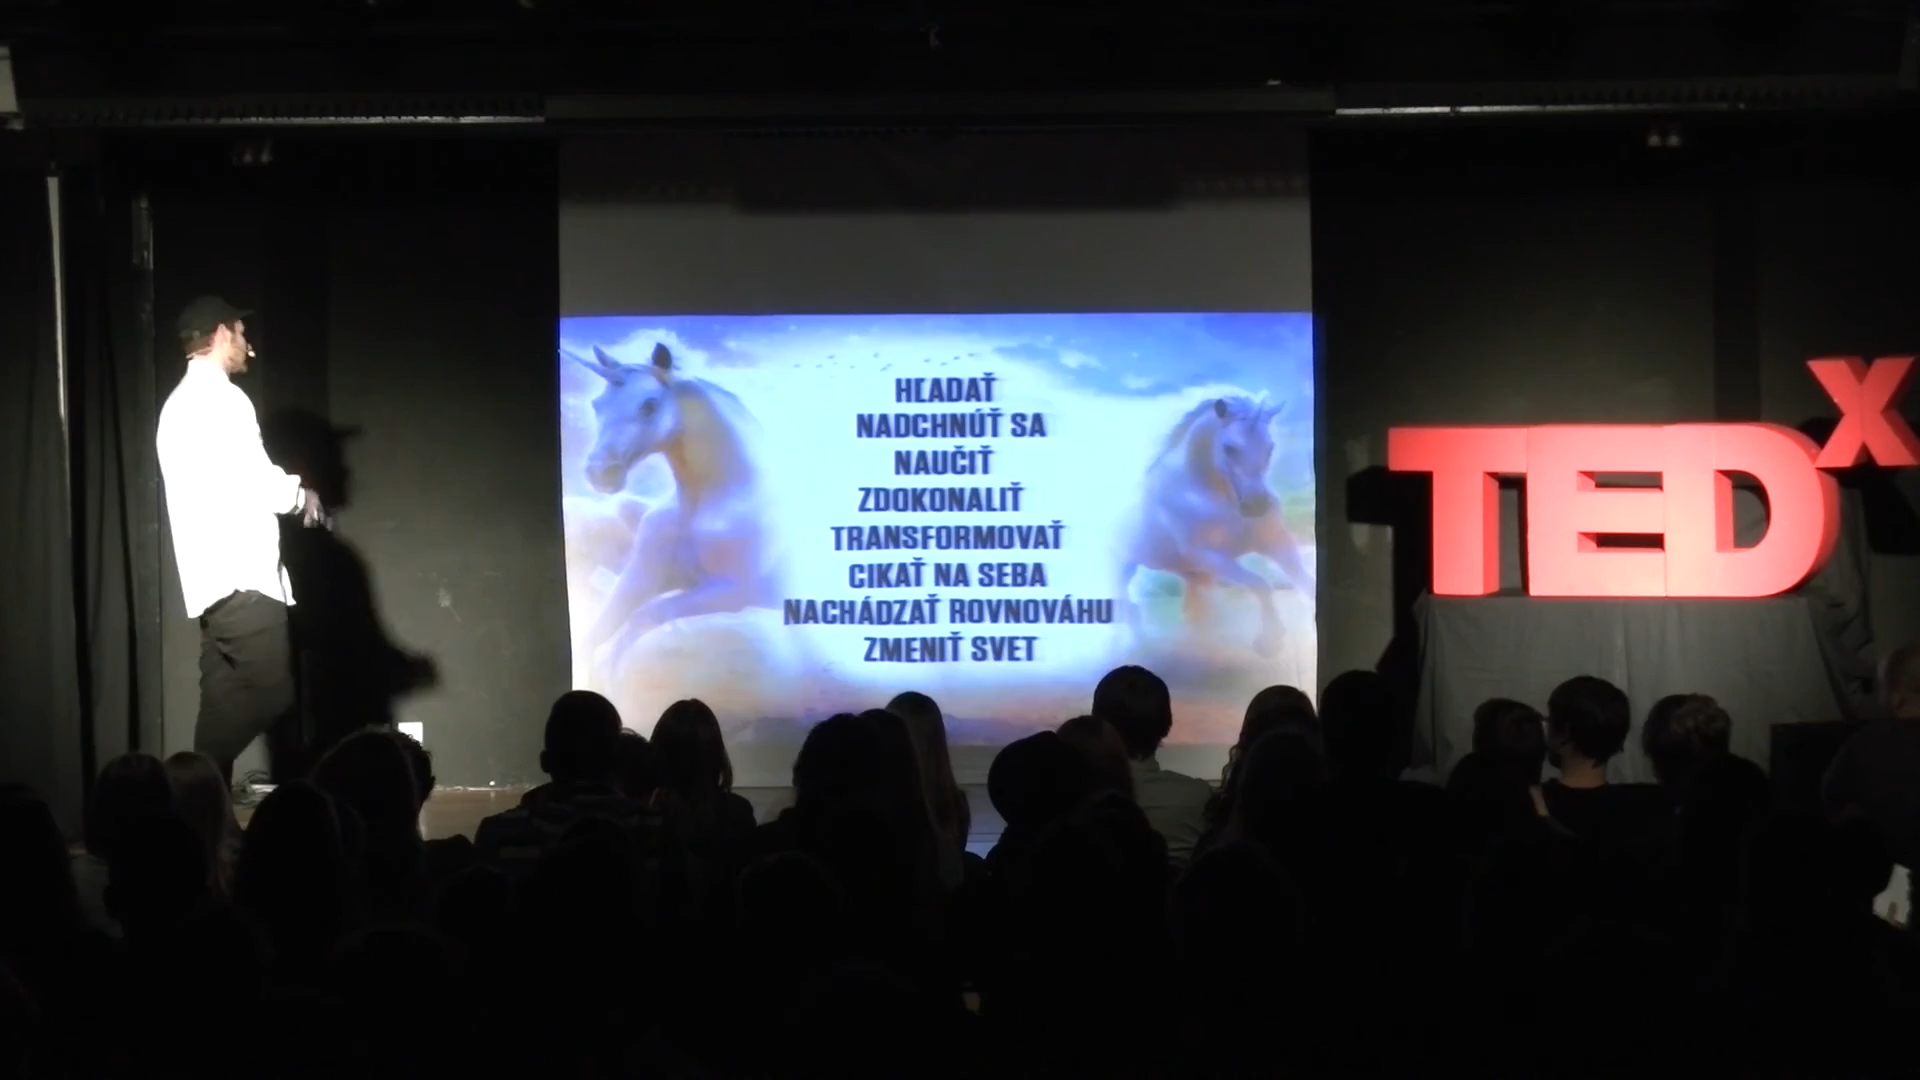 HĽADAŤ
NADCHNÚŤ SA
NAUČIŤ
ZDOKONALIŤ
TRANSFORMOVAŤ
CIKAŤ NA SEBA
NACHÁDZAŤ ROVNOVÁHU
ZMENIŤ SVET
TEDx